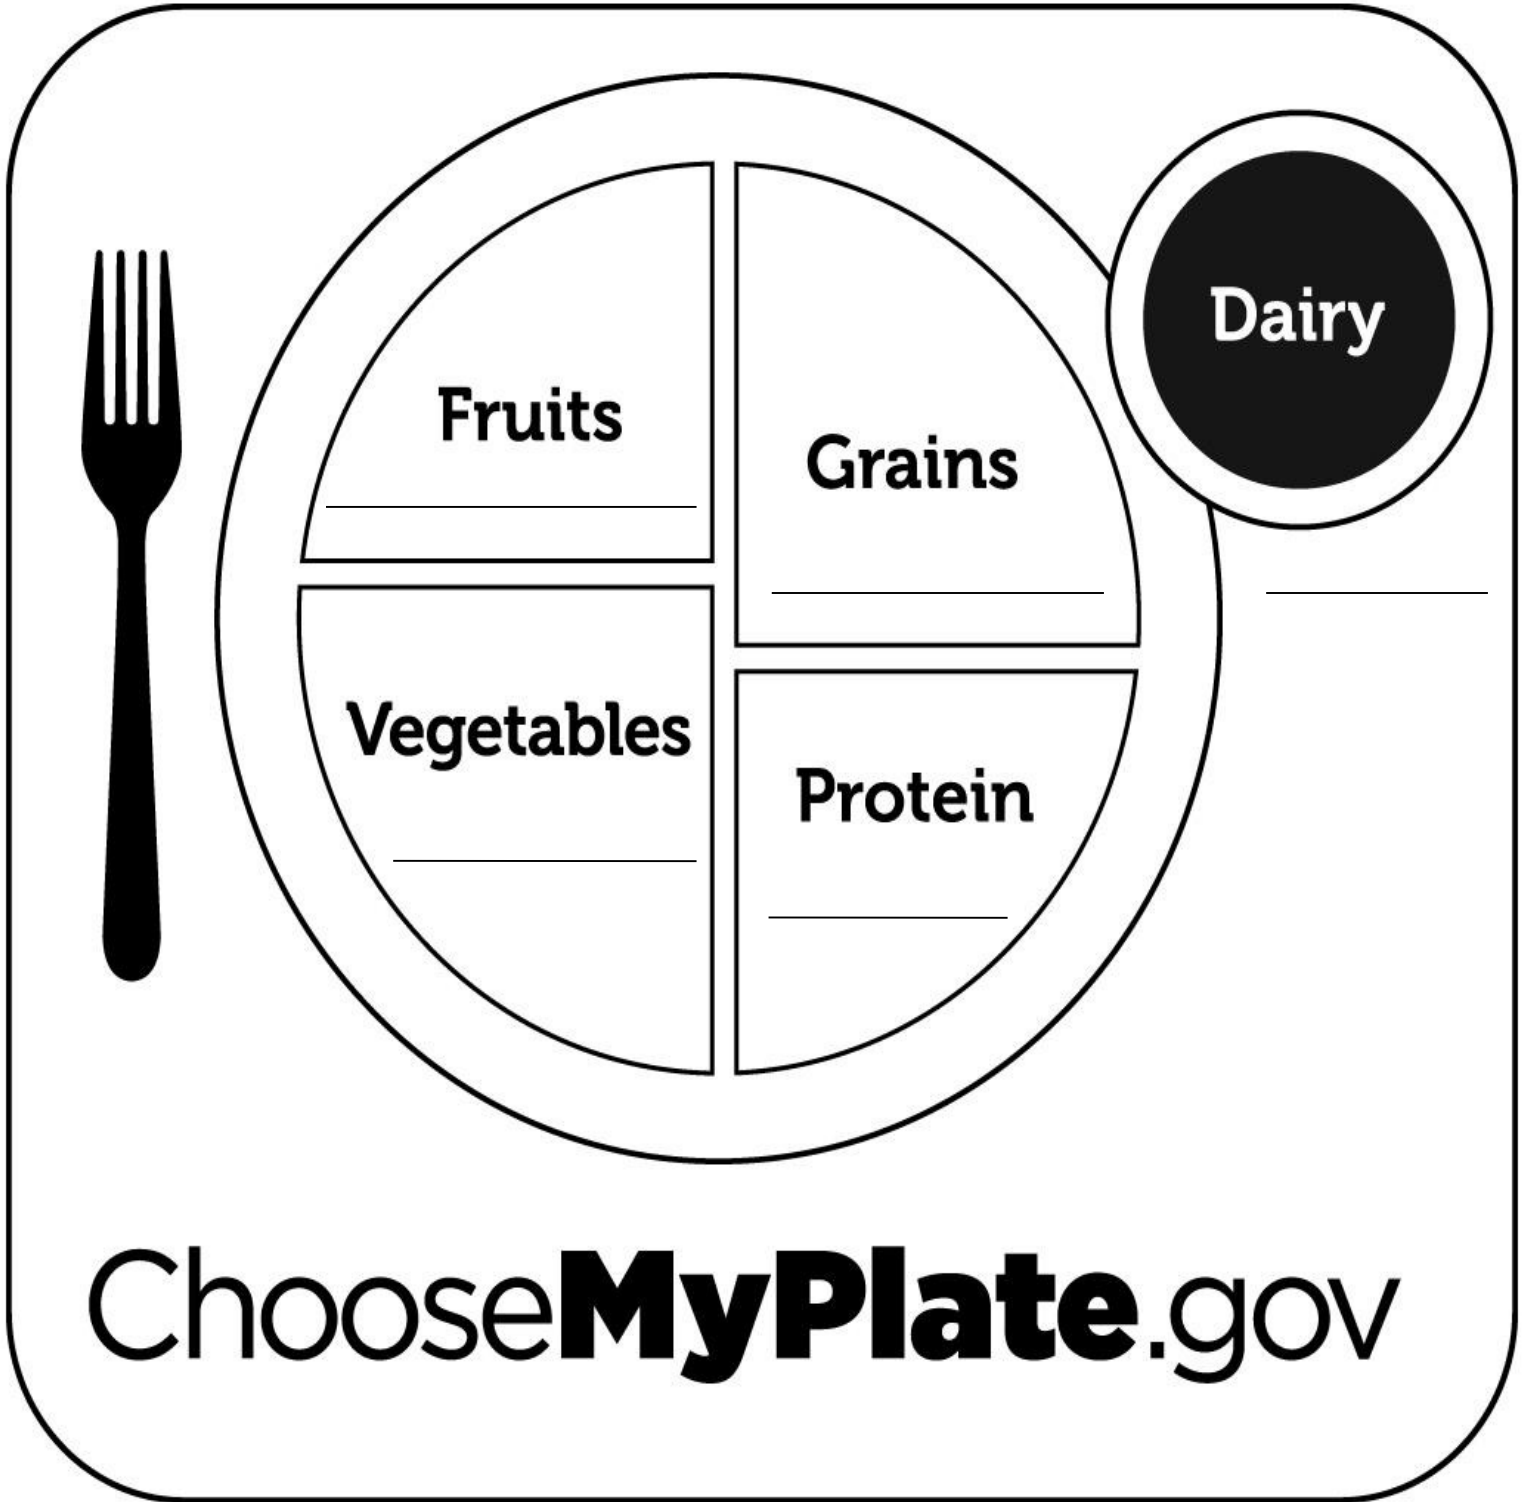 Dairy
Fruits
Grains
Vegetables
Protein
ChooseMyPlate.gov